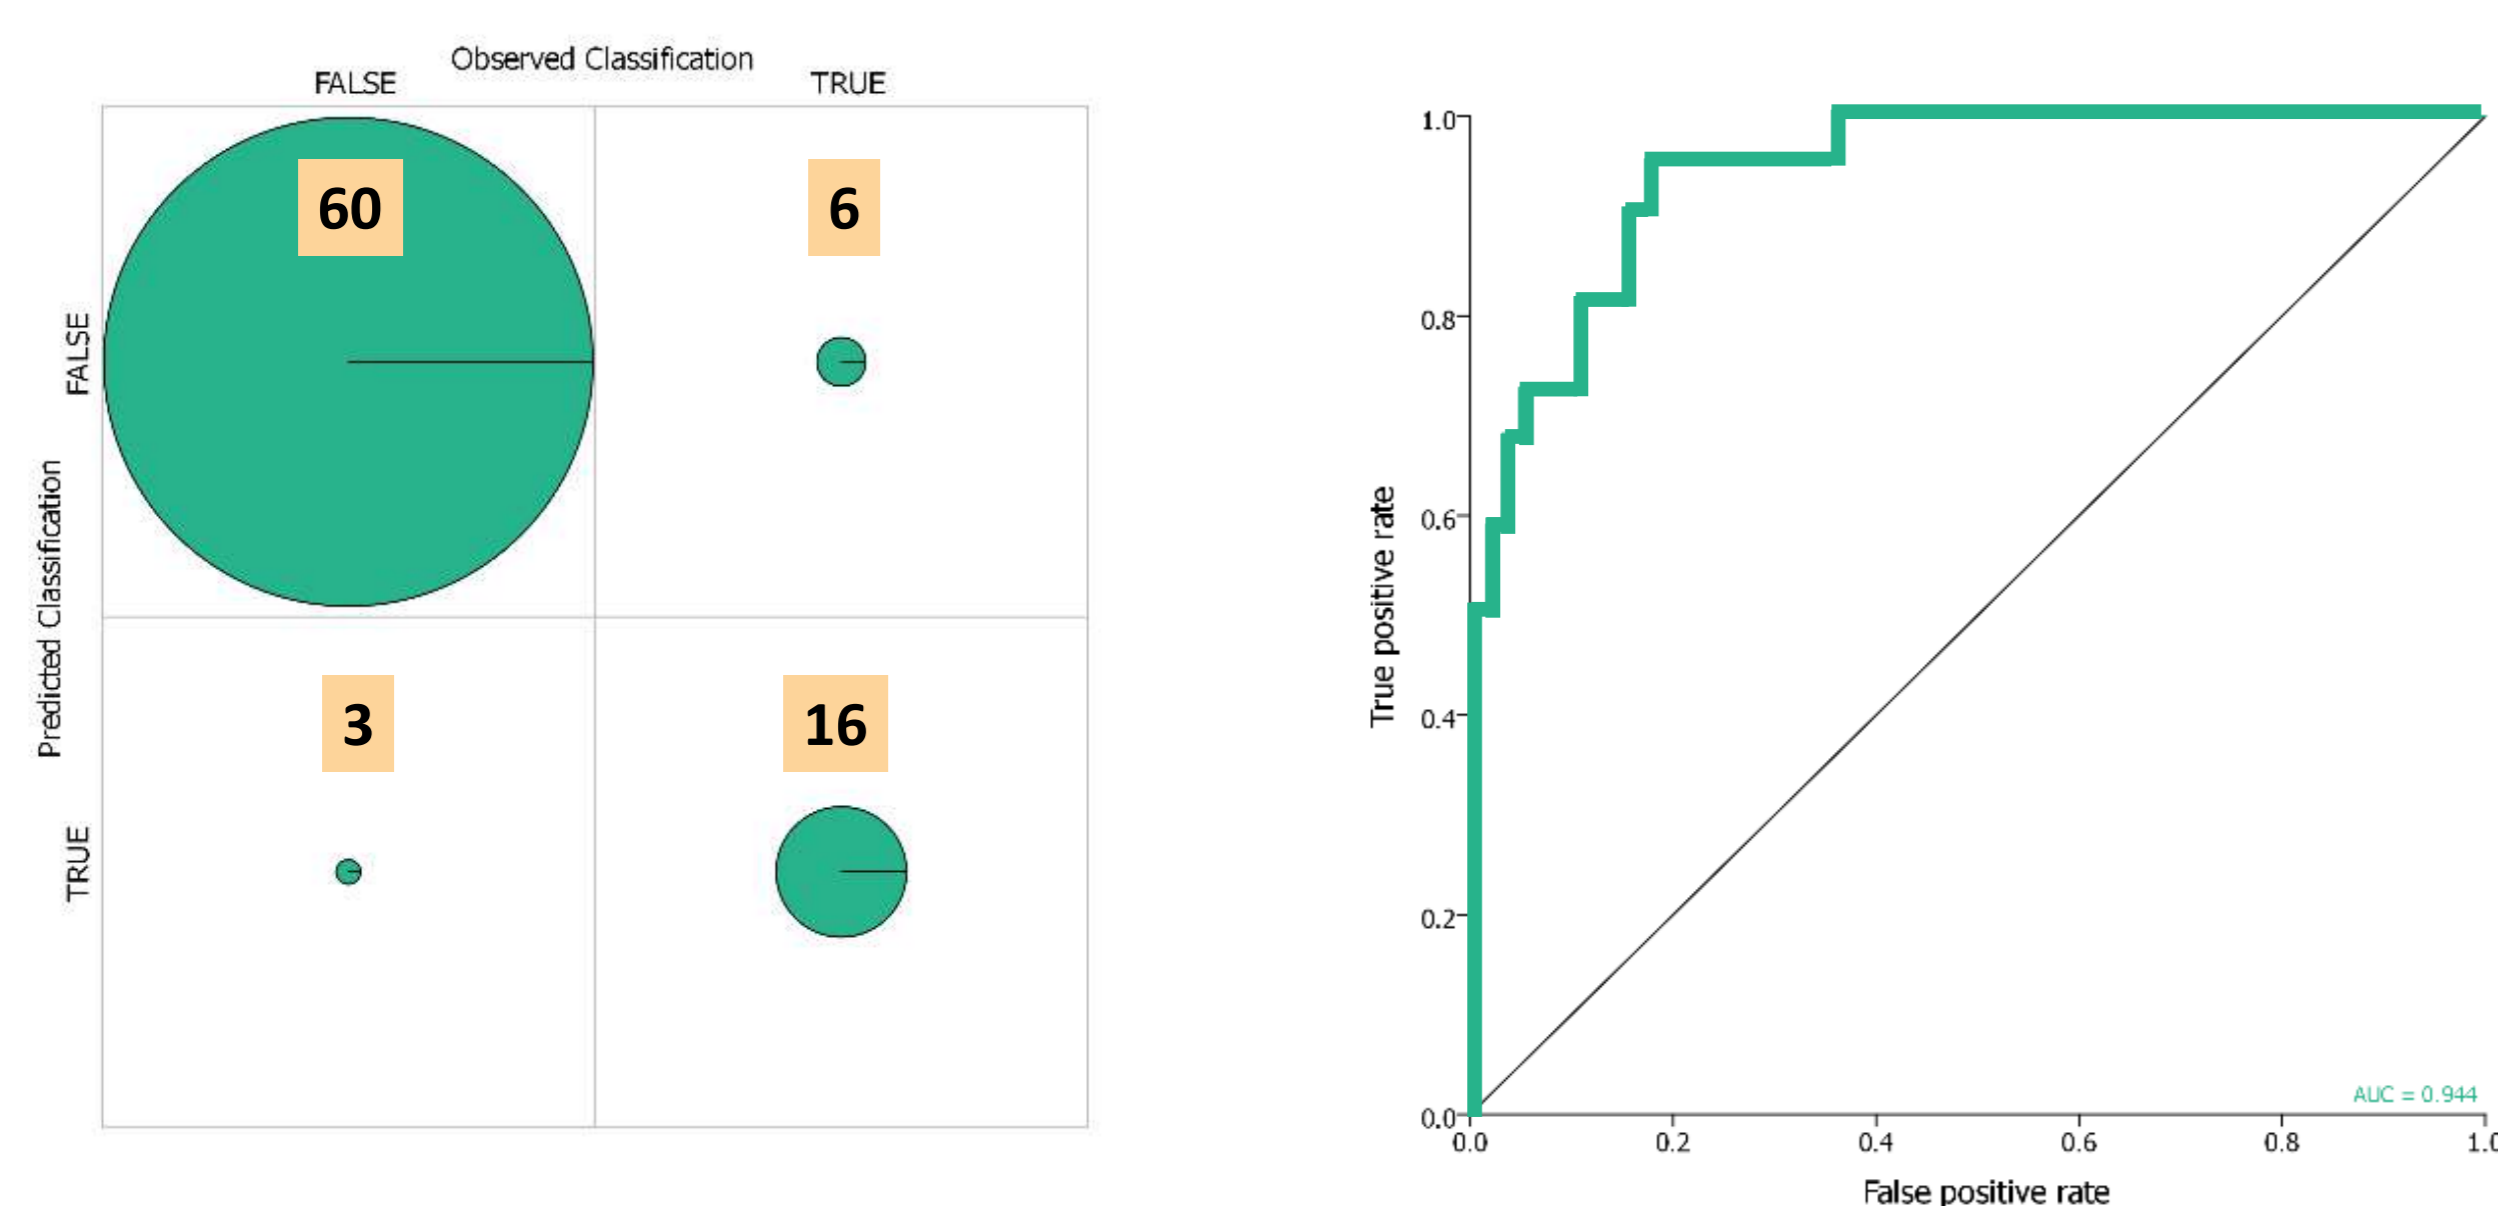 Observed Classification
FALSE
TRUE
60
6
FALSE
Predicted Classification
3
16
TRUE
1.0
0.8
0.6
0.4
0.2
0.0
True positive rate
AUC = 0.944
0.0
0.2
0.4
0.6
0.8
1.0
False positive rate